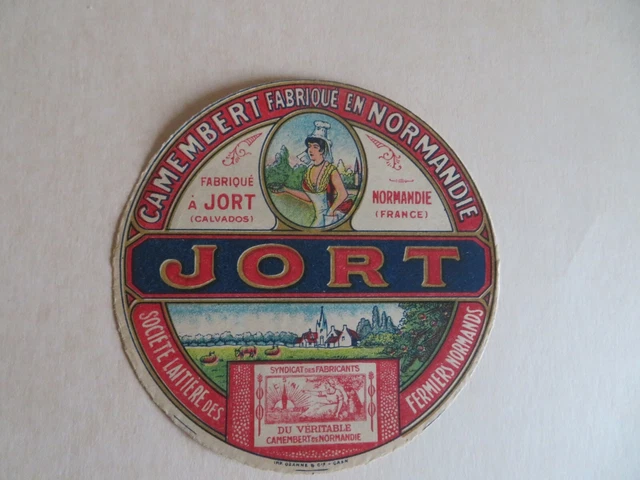 CAMEMBERT FABRIQUE EN NORMANDIE
FABRIQUÉ
À JORT
(CALVADOS)
NORMANDIE
(FRANCE)
JORT
SOCIÉTÉ LAITIÈRE DES
FERMIERS NORMANDS
SYNDICAT DES FABRICANTS
DU VÉRITABLE
CAMEMBERT DE NORMANDIE